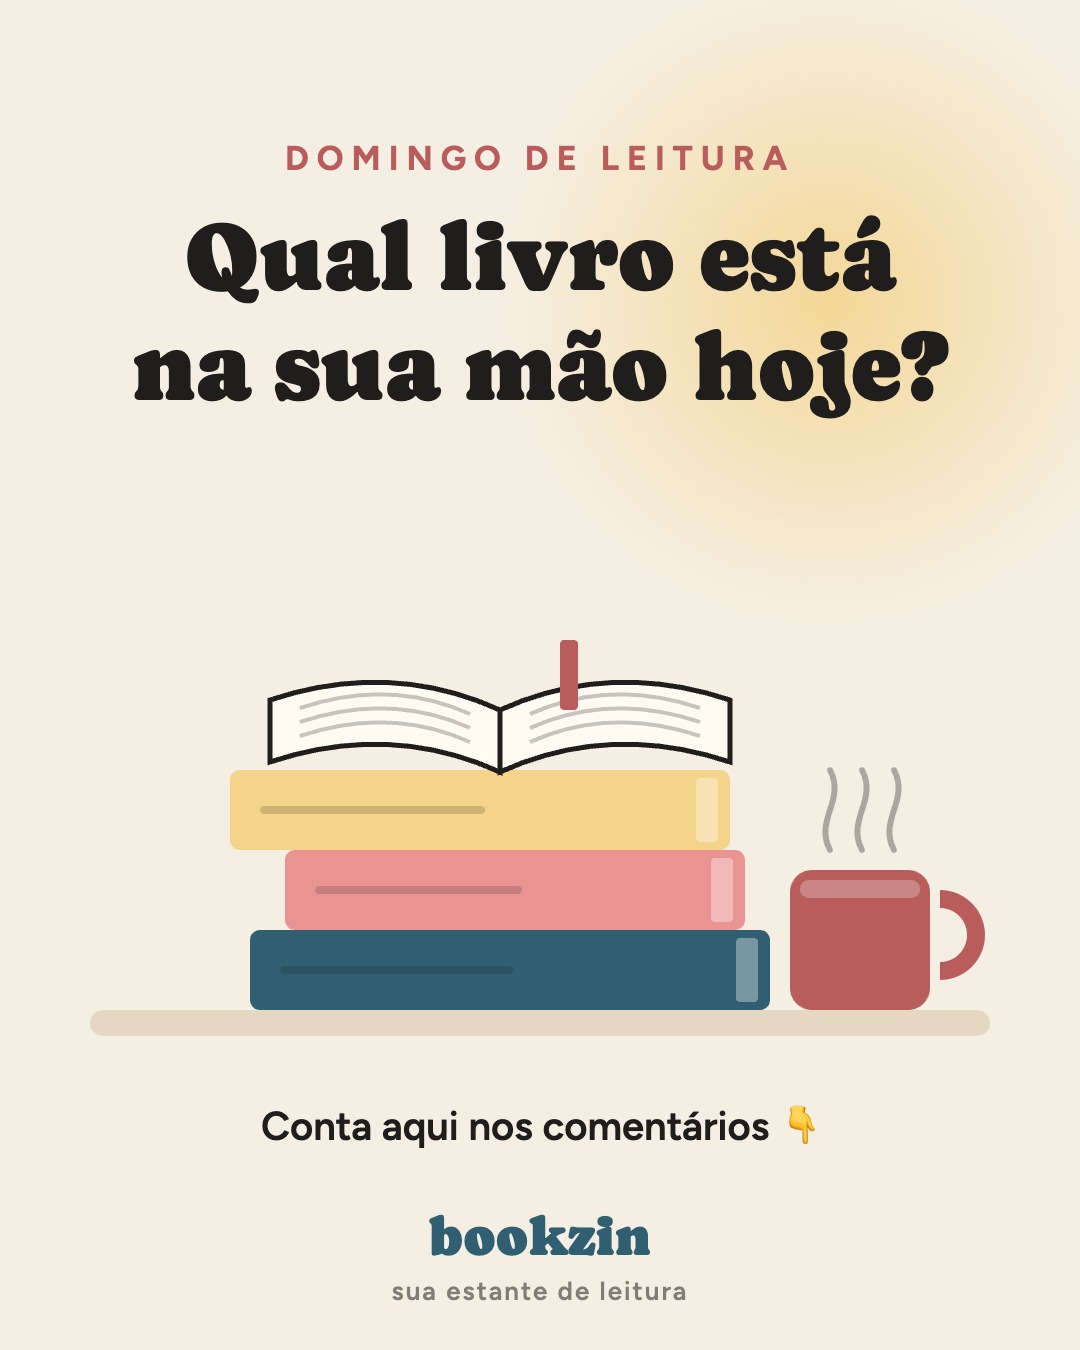 DOMINGO DE LEITURA
Qual livro está
na sua mão hoje?
Conta aqui nos comentários 👇
bookzin
sua estante de leitura